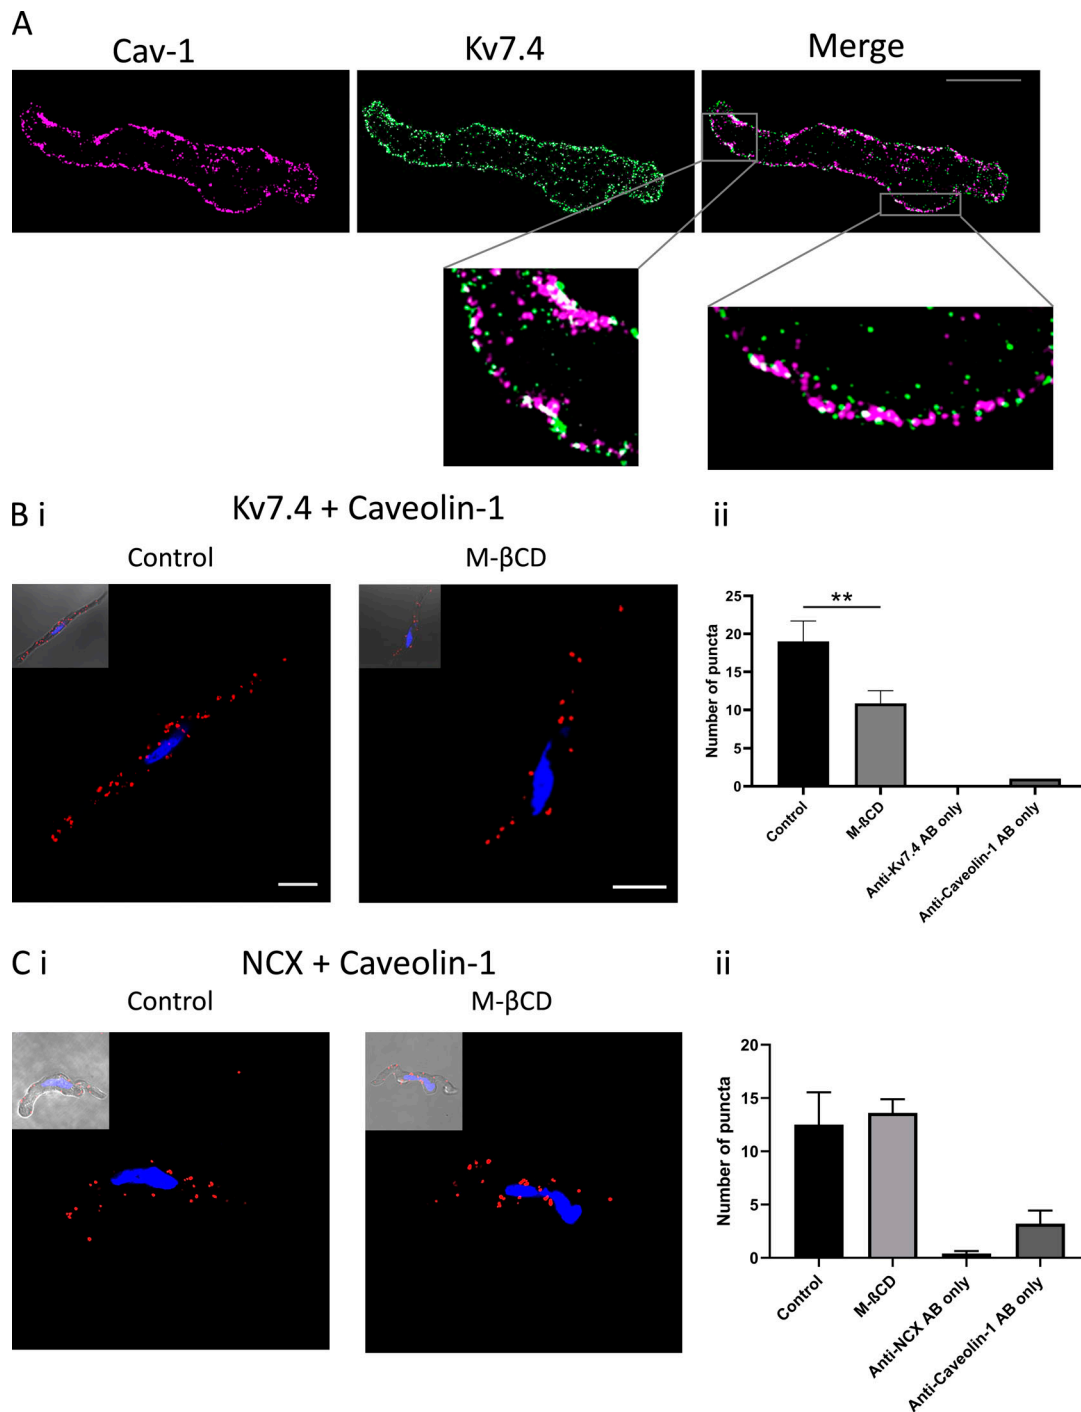 A
Cav-1
Kv7.4
Merge
B i
Kv7.4 + Caveolin-1
Control
M-βCD
ii
Number of puncta
25
20
15
10
5
0
**
Control
M-ßCD
Anti-Kv7.4 AB only
Anti-Caveolin-1 AB only
C i
NCX + Caveolin-1
Control
M-βCD
ii
Number of puncta
20
15
10
5
0
Control
M-ßCD
Anti-NCX AB only
Anti-Caveolin-1 AB only